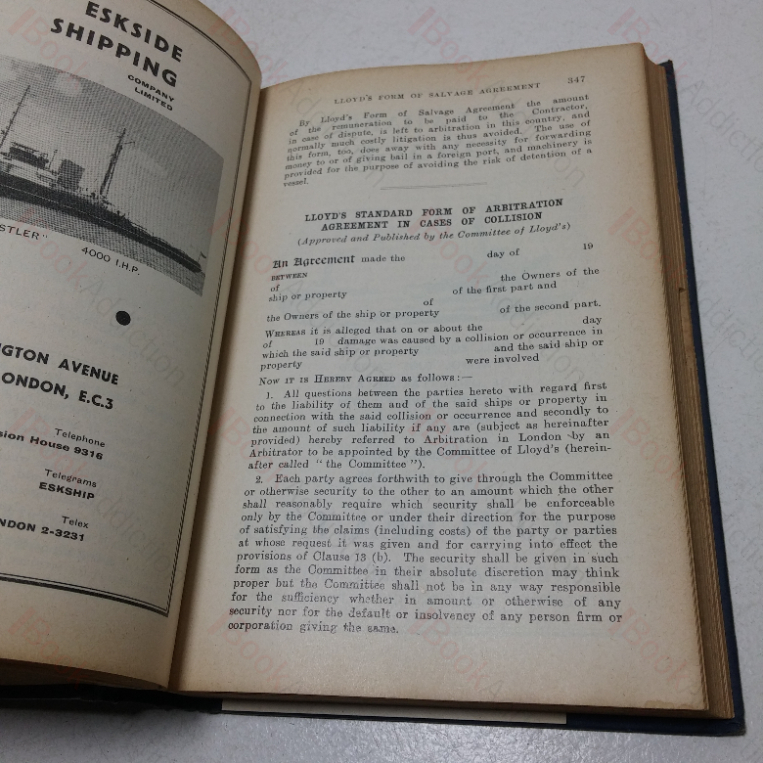 ESKSIDE
SHIPPING
COMPANY
LIMITED
STLER"
4000 I.H.P.
NGTON AVENUE
LONDON, E.C.3
Telephone
sion House 9316
Telegrams
ESKSHIP
Telex
NDON 2-3231
LLOYD'S FORM OF SALVAGE AGREEMENT 347
By Lloyd's Form of Salvage Agreement the amount
of the remuneration to be paid to the Contractor,
in case of dispute, is left to arbitration in this country, and
normally much costly litigation is thus avoided. The use of
this form, too, does away with any necessity for forwarding
money to or of giving bail in a foreign port, and machinery is
provided for the purpose of avoiding the risk of detention of a
vessel.
LLOYD'S STANDARD FORM OF ARBITRATION
AGREEMENT IN CASES OF COLLISION
(Approved and Published by the Committee of Lloyd's)
An Agreement made the day of 19
BETWEEN
of the Owners of the
ship or property of the first part and
of
the Owners of the ship or property of the second part.
WHEREAS it is alleged that on or about the day
of 19 damage was caused by a collision or occurrence in
which the said ship or property and the said ship or
property were involved
NOW IT IS HEREBY AGREED as follows:—
1. All questions between the parties hereto with regard first
to the liability of them and of the said ships or property in
connection with the said collision or occurrence and secondly to
the amount of such liability if any are (subject as hereinafter
provided) hereby referred to Arbitration in London by an
Arbitrator to be appointed by the Committee of Lloyd's (herein-
after called "the Committee").
2. Each party agrees forthwith to give through the Committee
or otherwise security to the other to an amount which the other
shall reasonably require which security shall be enforceable
only by the Committee or under their direction for the purpose
of satisfying the claims (including costs) of the party or parties
at whose request it was given and for carrying into effect the
provisions of Clause 13 (b). The security shall be given in such
form as the Committee in their absolute discretion may think
proper but the Committee shall not be in any way responsible
for the sufficiency whether in amount or otherwise of any
security nor for the default or insolvency of any person firm or
corporation giving the same.